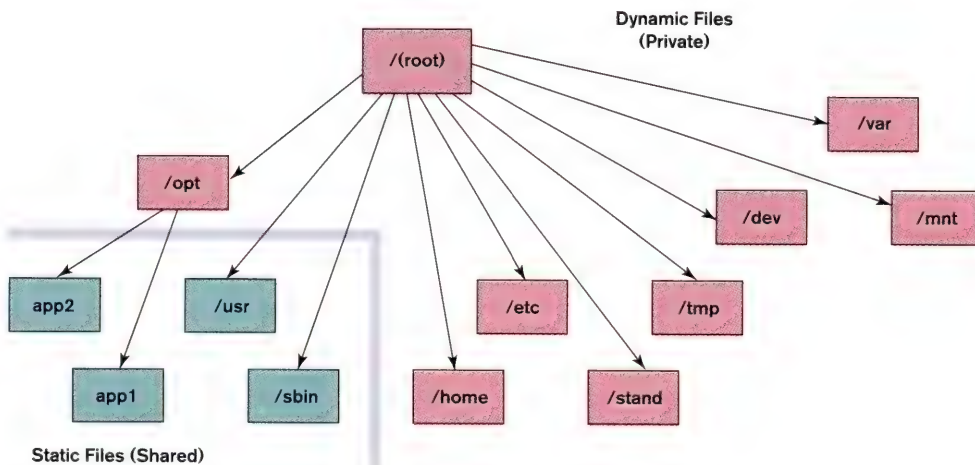 Dynamic Files
(Private)
/(root)
/var
/opt
/dev
/mnt
app2
/usr
/etc
/tmp
app1
/sbin
/home
/stand
Static Files (Shared)